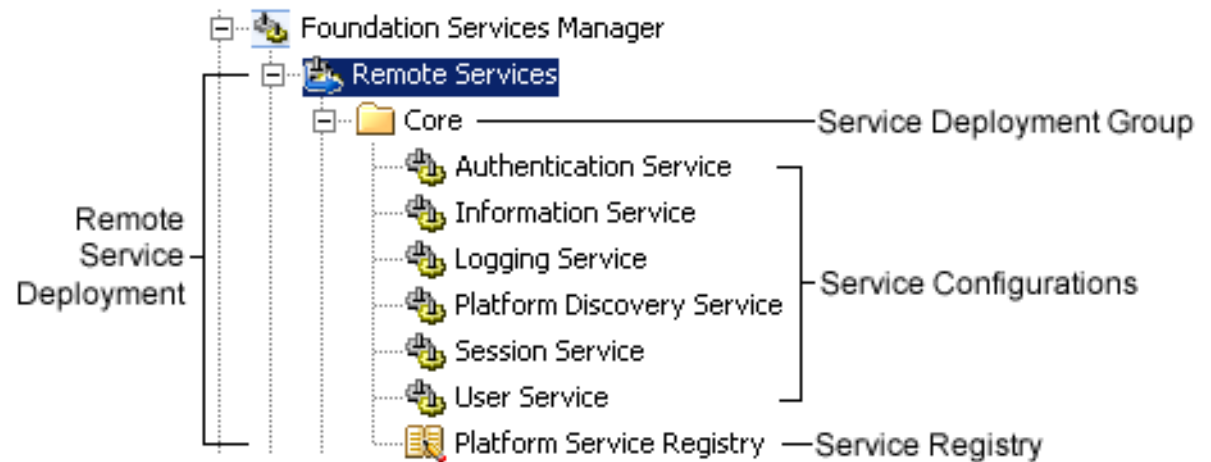 Foundation Services Manager
Remote Services
Core
Service Deployment Group
Authentication Service
Information Service
Logging Service
Platform Discovery Service
Session Service
User Service
Platform Service Registry
Remote
Service
Deployment
Service Configurations
Service Registry